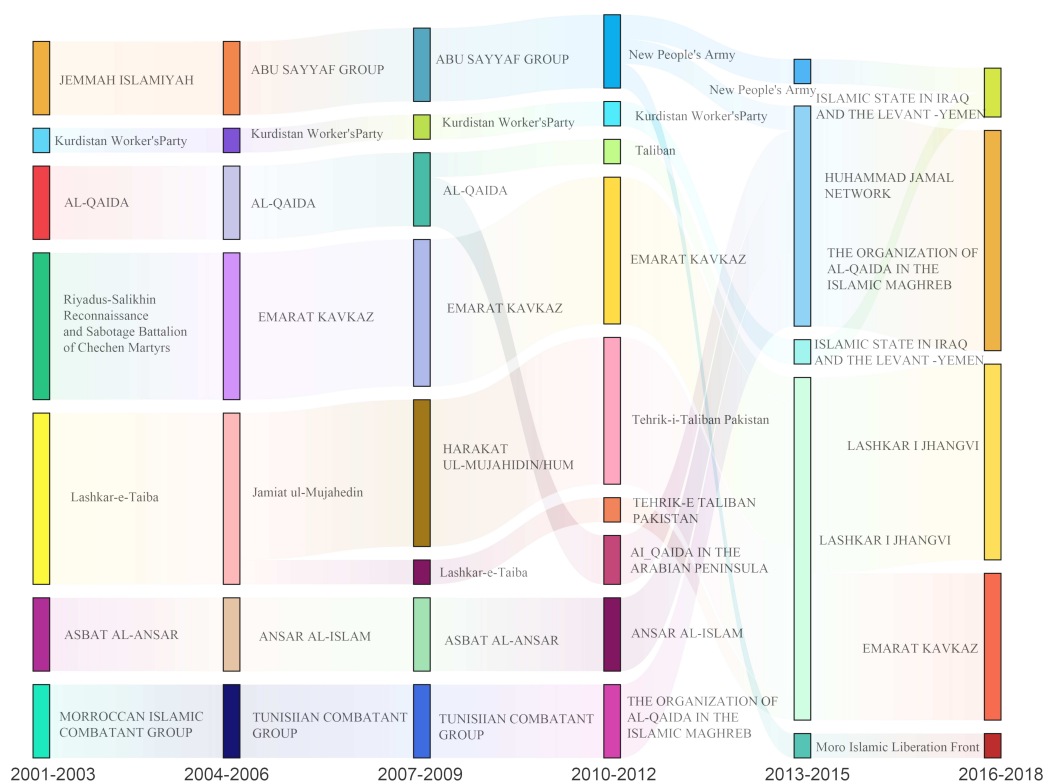 JEMMAH ISLAMIYAH
Kurdistan Worker'sParty
AL-QAIDA
Riyadus-Salikhin
Reconnaissance
and Sabotage Battalion
of Chechen Martyrs
Lashkar-e-Taiba
ASBAT AL-ANSAR
MORROCCAN ISLAMIC
COMBATANT GROUP
ABU SAYYAF GROUP
Kurdistan Worker'sParty
AL-QAIDA
EMARAT KAVKAZ
Jamiat ul-Mujahedin
ANSAR AL-ISLAM
TUNISIIAN COMBATANT
GROUP
ABU SAYYAF GROUP
Kurdistan Worker'sParty
AL-QAIDA
EMARAT KAVKAZ
HARAKAT
UL-MUJAHIDIN/HUM
Lashkar-e-Taiba
ASBAT AL-ANSAR
TUNISIIAN COMBATANT
GROUP
New People's Army
Kurdistan Worker'sParty
Taliban
EMARAT KAVKAZ
Tehrik-i-Taliban Pakistan
TEHRIK-E TALIBAN
PAKISTAN
AI_QAIDA IN THE
ARABIAN PENINSULA
ANSAR AL-ISLAM
THE ORGANIZATION OF
AL-QAIDA IN THE
ISLAMIC MAGHREB
New People's Army
HUHAMMAD JAMAL
NETWORK
ISLAMIC STATE IN IRAQ
AND THE LEVANT -YEMEN
LASHKAR I JHANGVI
Moro Islamic Liberation Front
ISLAMIC STATE IN IRAQ
AND THE LEVANT -YEMEN
THE ORGANIZATION OF
AL-QAIDA IN THE
ISLAMIC MAGHREB
LASHKAR I JHANGVI
EMARAT KAVKAZ
2001-2003
2004-2006
2007-2009
2010-2012
2013-2015
2016-2018